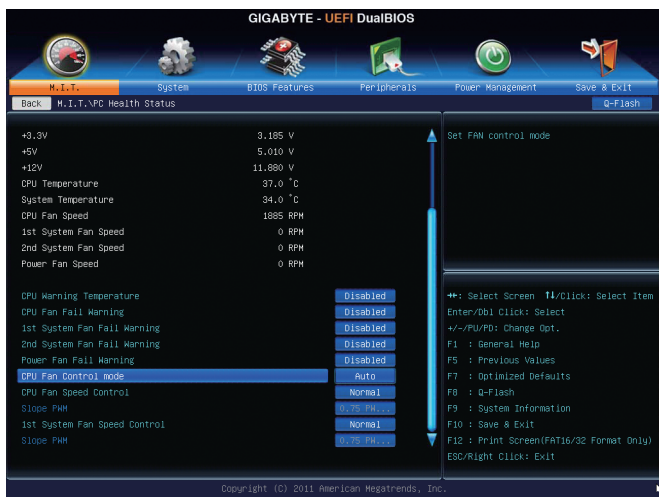 GIGABYTE - UEFI DualBIOS
M.I.T. System BIOS Features Peripherals Power Management Save & Exit
Back M.I.T.\PC Health Status Q-Flash
+3.3V 3.185 V
+5V 5.010 V
+12V 11.880 V
CPU Temperature 37.0 °C
System Temperature 34.0 °C
CPU Fan Speed 1885 RPM
1st System Fan Speed 0 RPM
2nd System Fan Speed 0 RPM
Power Fan Speed 0 RPM
CPU Warning Temperature Disabled
CPU Fan Fail Warning Disabled
1st System Fan Fail Warning Disabled
2nd System Fan Fail Warning Disabled
Power Fan Fail Warning Disabled
CPU Fan Control mode Auto
CPU Fan Speed Control Normal
Slope PWM 0.75 PW...
1st System Fan Speed Control Normal
Slope PWM 0.75 PW...
Set FAN control mode
→←: Select Screen ↑↓/Click: Select Item
Enter/Dbl Click: Select
+/-/PU/PD: Change Opt.
F1 : General Help
F5 : Previous Values
F7 : Optimized Defaults
F8 : Q-Flash
F9 : System Information
F10 : Save & Exit
F12 : Print Screen(FAT16/32 Format Only)
ESC/Right Click: Exit
Copyright (C) 2011 American Megatrends, Inc.